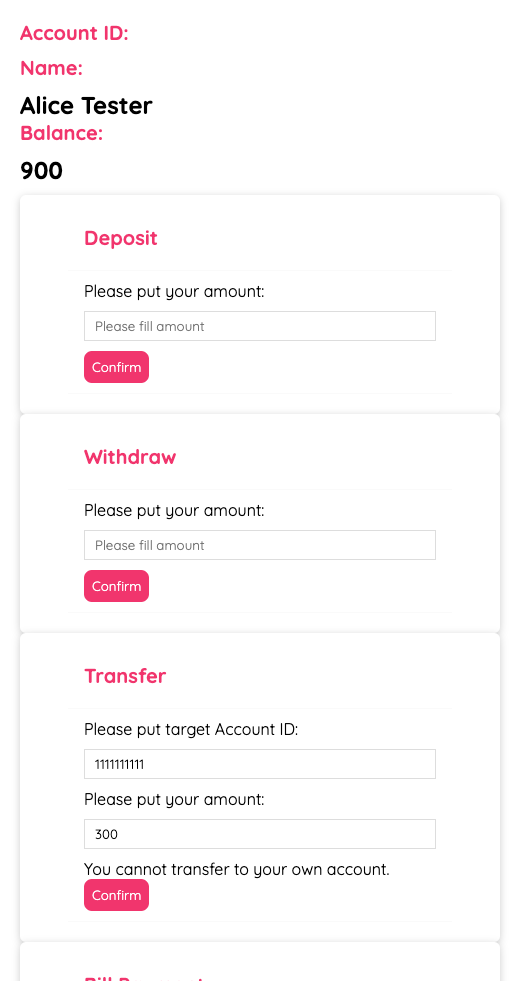 Account ID:
Name:
Alice Tester
Balance:
900
Deposit
Please put your amount:
Please fill amount
Confirm
Withdraw
Please put your amount:
Please fill amount
Confirm
Transfer
Please put target Account ID:
1111111111
Please put your amount:
300
You cannot transfer to your own account.
Confirm